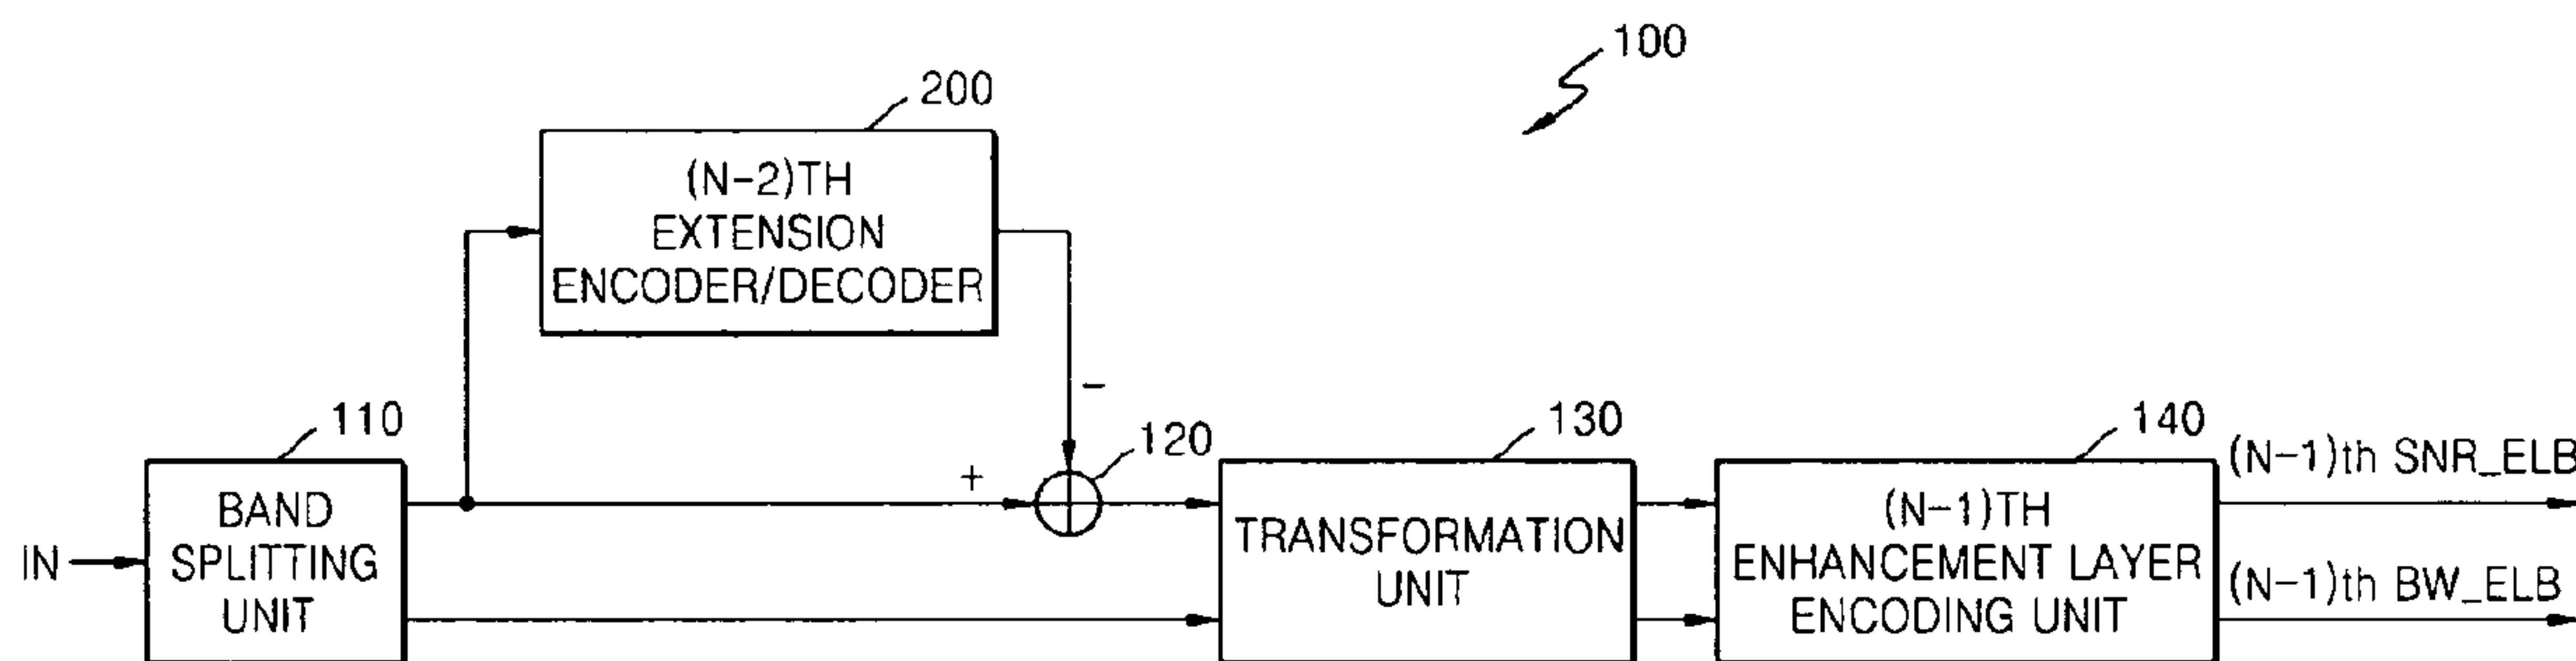 100
200
(N-2)TH
EXTENSION
ENCODER/DECODER
-
110
+
120
130
140
IN
BAND
SPLITTING
UNIT
TRANSFORMATION
UNIT
(N-1)TH
ENHANCEMENT LAYER
ENCODING UNIT
(N-1)th SNR_ELB
(N-1)th BW_ELB